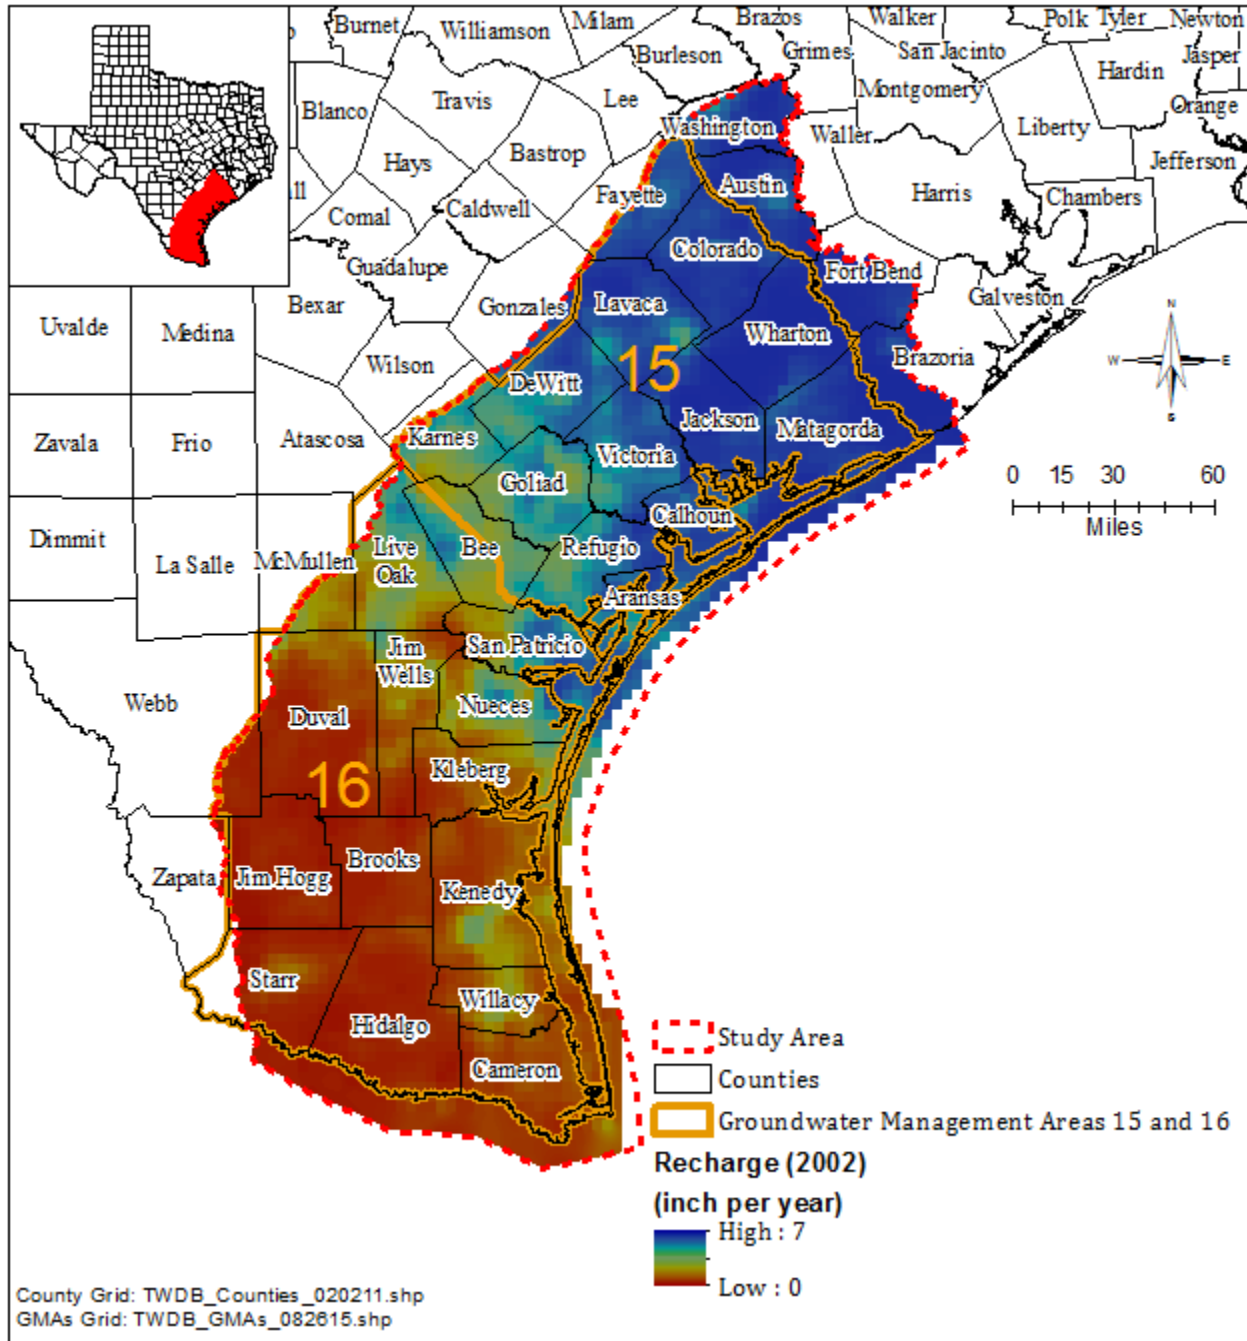 Burnet
Williamson
Milam
Brazos
Walker
Polk
Tyler
Newton
Burleson
Grimes
San Jacinto
Jasper
Hardin
Montgomery
Travis
Lee
Blanco
Orange
Washington
Waller
Liberty
Bastrop
Hays
Jefferson
Fayette
Austin
Harris
Chambers
Caldwell
Comal
Colorado
Guadalupe
Fort Bend
Galveston
Bexar
Gonzales
Lavaca
Uvalde
Medina
Wharton
N
W
E
S
Wilson
15
Brazoria
DeWitt
Jackson
Matagorda
Zavala
Frio
Atascosa
Karnes
Victoria
Goliad
0 15 30 60
Miles
Calhoun
Dimmit
La Salle
McMullen
Live
Oak
Bee
Refugio
Aransas
San Patricio
Jim
Wells
Webb
Duval
Nueces
16
Kleberg
Zapata
Jim Hogg
Brooks
Kenedy
Starr
Willacy
Hidalgo
Cameron
Study Area
Counties
Groundwater Management Areas 15 and 16
Recharge (2002)
(inch per year)
High : 7
Low : 0
County Grid: TWDB_Counties_020211.shp
GMAs Grid: TWDB_GMAs_082615.shp